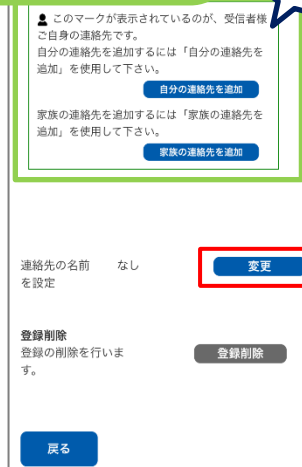 このマークが表示されているのが、受信者様
ご自身の連絡先です。
自分の連絡先を追加するには「自分の連絡先を
追加」を使用して下さい。
自分の連絡先を追加
家族の連絡先を追加するには「家族の連絡先を
追加」を使用して下さい。
家族の連絡先を追加
連絡先の名前 なし
を設定
変更
登録削除
登録の削除を行いま
す。
登録削除
戻る